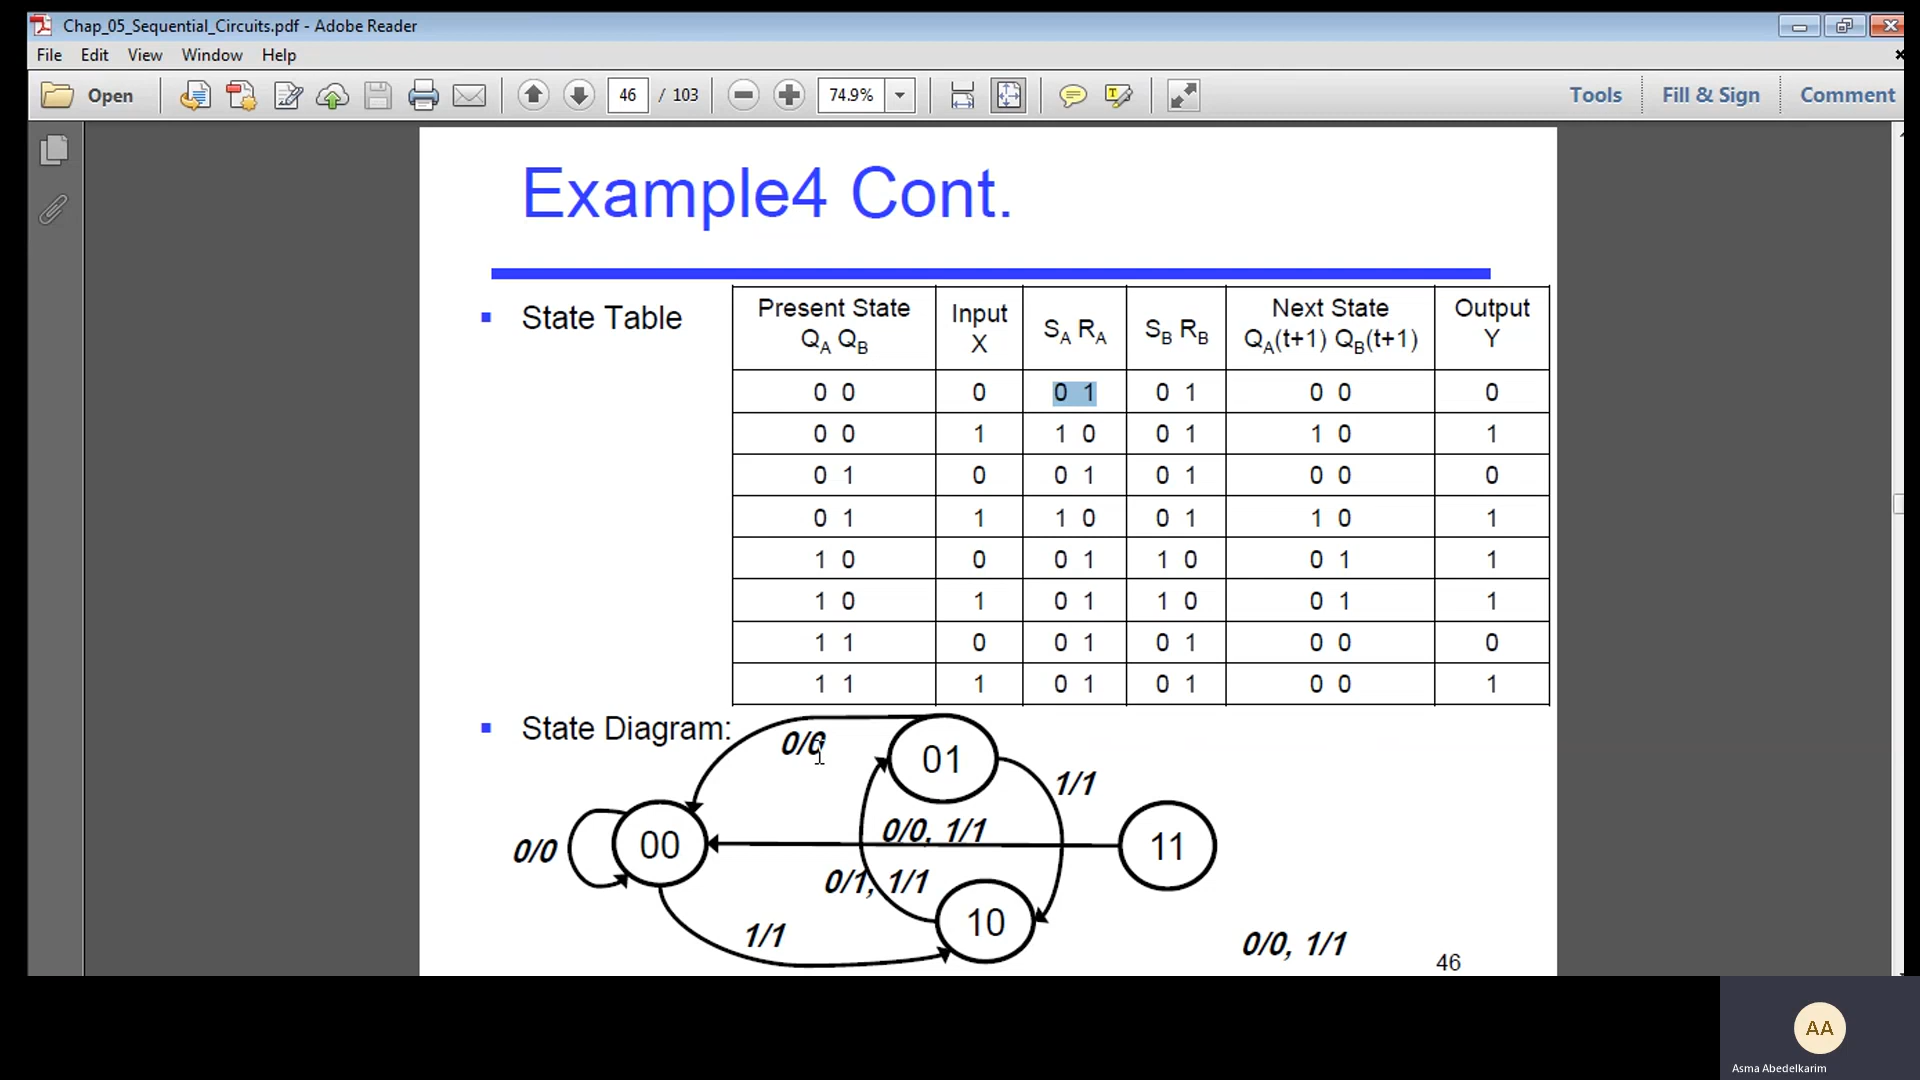 Chap_05_Sequential_Circuits.pdf - Adobe Reader
File Edit View Window Help
Open 46 / 103 74.9% Tools Fill & Sign Comment
Example4 Cont.
State Table
Present State Input SA RA SB RB Next State Output
QA QB X QA(t+1) QB(t+1) Y
0 0 0 0 1 0 1 0 0 0
0 0 1 1 0 0 1 1 0 1
0 1 0 0 1 0 1 0 0 0
0 1 1 1 0 0 1 1 0 1
1 0 0 0 1 1 0 0 1 1
1 0 1 0 1 1 0 0 1 1
1 1 0 0 1 0 1 0 0 0
1 1 1 0 1 0 1 0 0 1
State Diagram:
0/0
01
1/1
0/0, 1/1
0/0
00
11
0/1, 1/1
10
1/1
0/0, 1/1
46
AA
Asma Abedelkarim